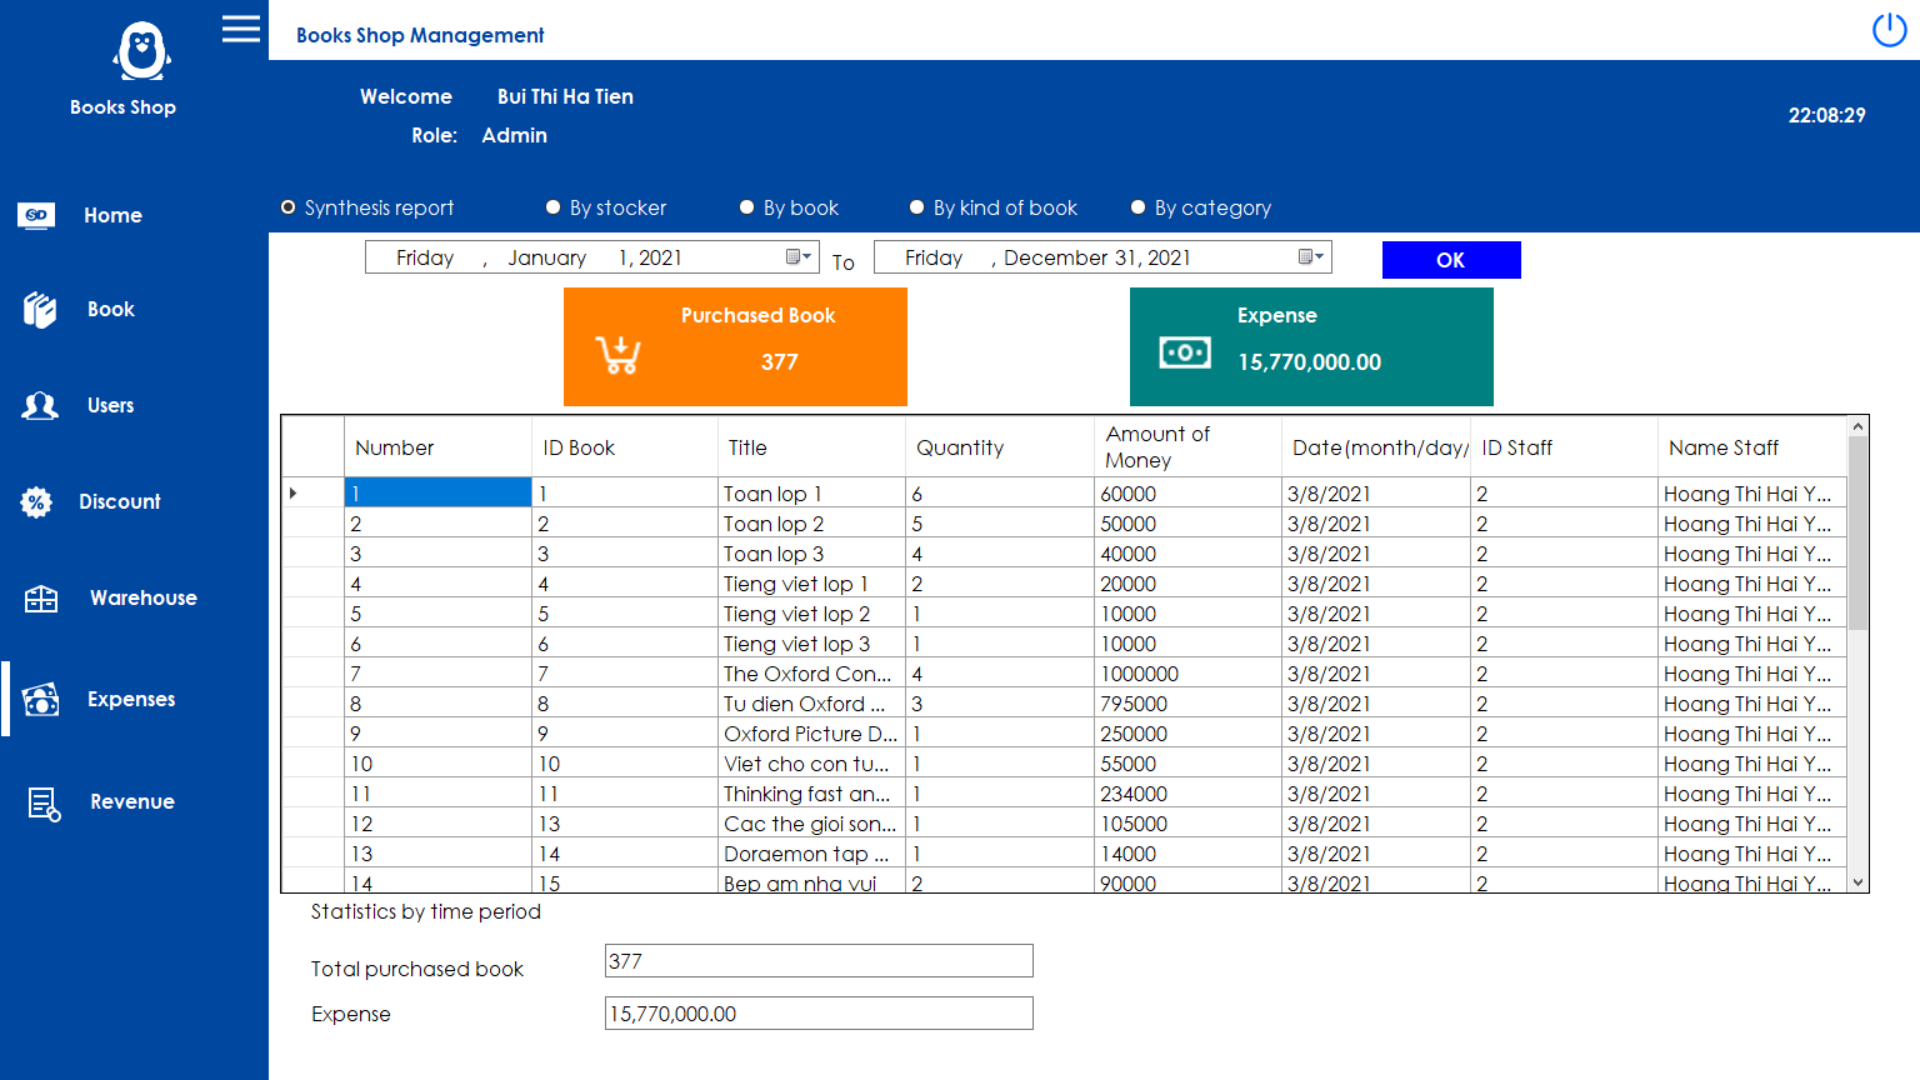 Books Shop
Home
Book
Users
Discount
Warehouse
Expenses
Revenue
Books Shop Management
Welcome Bui Thi Ha Tien
Role: Admin
22:08:29
Synthesis report By stocker By book By kind of book By category
Friday , January 1, 2021 To Friday , December 31, 2021 OK
Purchased Book
377
Expense
15,770,000.00
Number ID Book Title Quantity Amount of Money Date(month/day/ ID Staff Name Staff
1 1 Toan lop 1 6 60000 3/8/2021 2 Hoang Thi Hai Y...
2 2 Toan lop 2 5 50000 3/8/2021 2 Hoang Thi Hai Y...
3 3 Toan lop 3 4 40000 3/8/2021 2 Hoang Thi Hai Y...
4 4 Tieng viet lop 1 2 20000 3/8/2021 2 Hoang Thi Hai Y...
5 5 Tieng viet lop 2 1 10000 3/8/2021 2 Hoang Thi Hai Y...
6 6 Tieng viet lop 3 1 10000 3/8/2021 2 Hoang Thi Hai Y...
7 7 The Oxford Con... 4 1000000 3/8/2021 2 Hoang Thi Hai Y...
8 8 Tu dien Oxford ... 3 795000 3/8/2021 2 Hoang Thi Hai Y...
9 9 Oxford Picture D... 1 250000 3/8/2021 2 Hoang Thi Hai Y...
10 10 Viet cho con tu... 1 55000 3/8/2021 2 Hoang Thi Hai Y...
11 11 Thinking fast an... 1 234000 3/8/2021 2 Hoang Thi Hai Y...
12 13 Cac the gioi son... 1 105000 3/8/2021 2 Hoang Thi Hai Y...
13 14 Doraemon tap ... 1 14000 3/8/2021 2 Hoang Thi Hai Y...
14 15 Bep am nha vui 2 90000 3/8/2021 2 Hoang Thi Hai Y...
Statistics by time period
Total purchased book 377
Expense 15,770,000.00